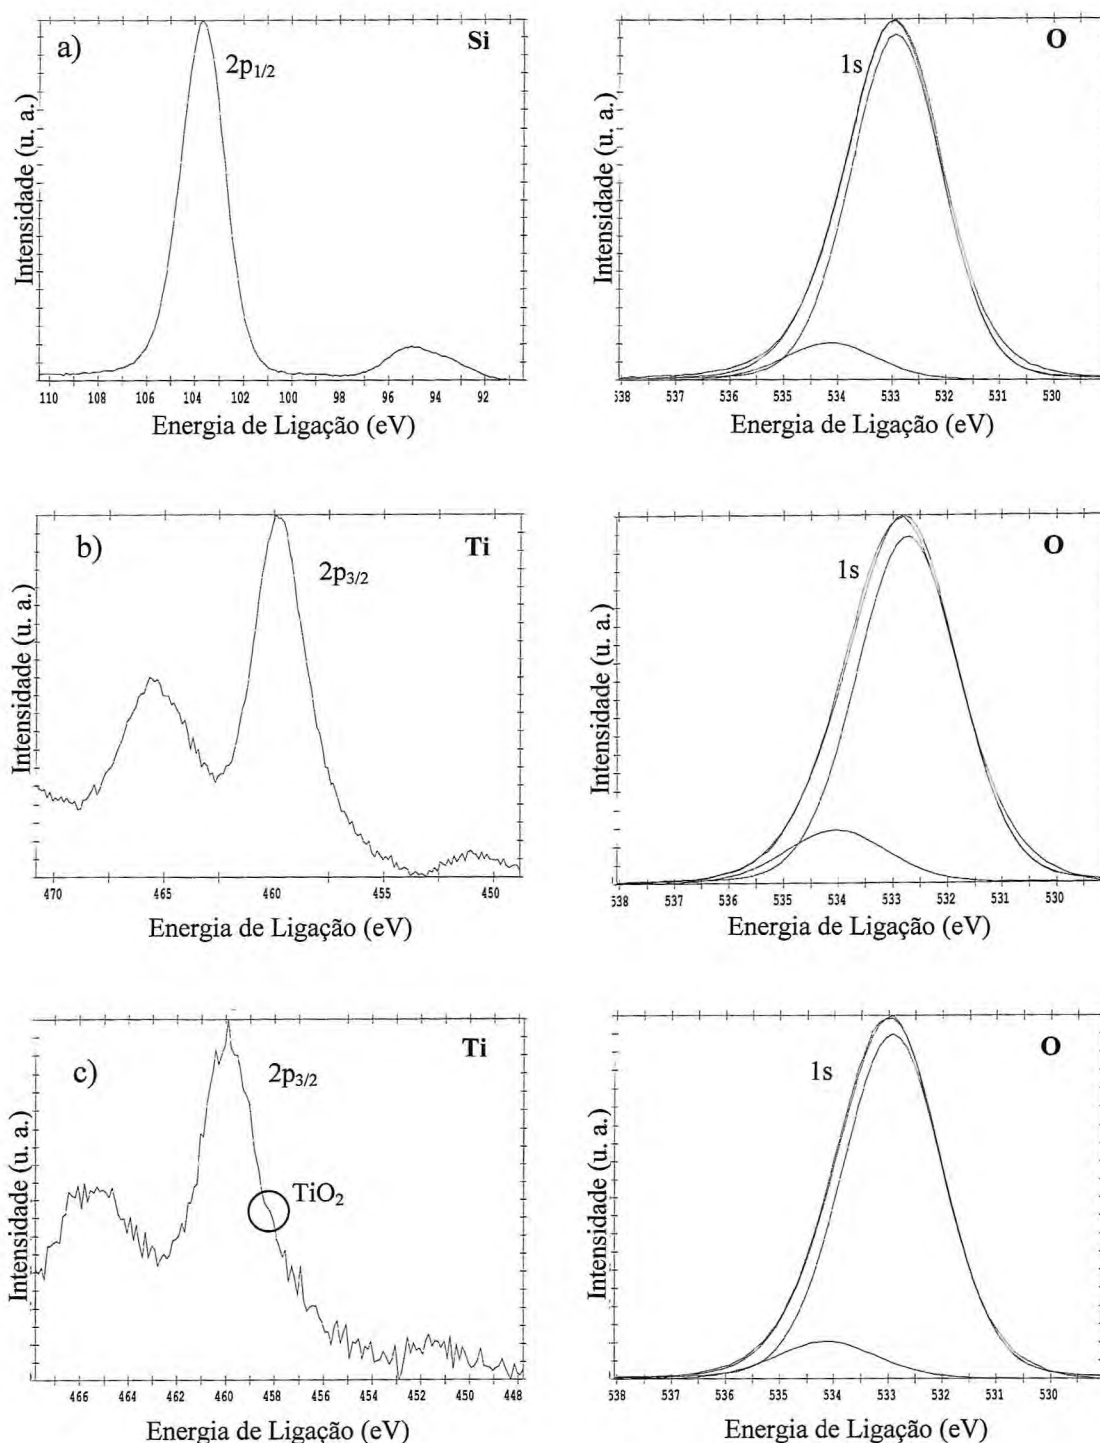 a)
Si
2p1/2
Intensidade (u. a.)
110 108 106 104 102 100 98 96 94 92
Energia de Ligação (eV)
O
1s
Intensidade (u. a.)
538 537 536 535 534 533 532 531 530
Energia de Ligação (eV)
b)
Ti
2p3/2
Intensidade (u. a.)
470 465 460 455 450
Energia de Ligação (eV)
O
1s
Intensidade (u. a.)
538 537 536 535 534 533 532 531 530
Energia de Ligação (eV)
c)
Ti
2p3/2
TiO2
Intensidade (u. a.)
466 464 462 460 458 456 454 452 450 448
Energia de Ligação (eV)
O
1s
Intensidade (u. a.)
538 537 536 535 534 533 532 531 530
Energia de Ligação (eV)